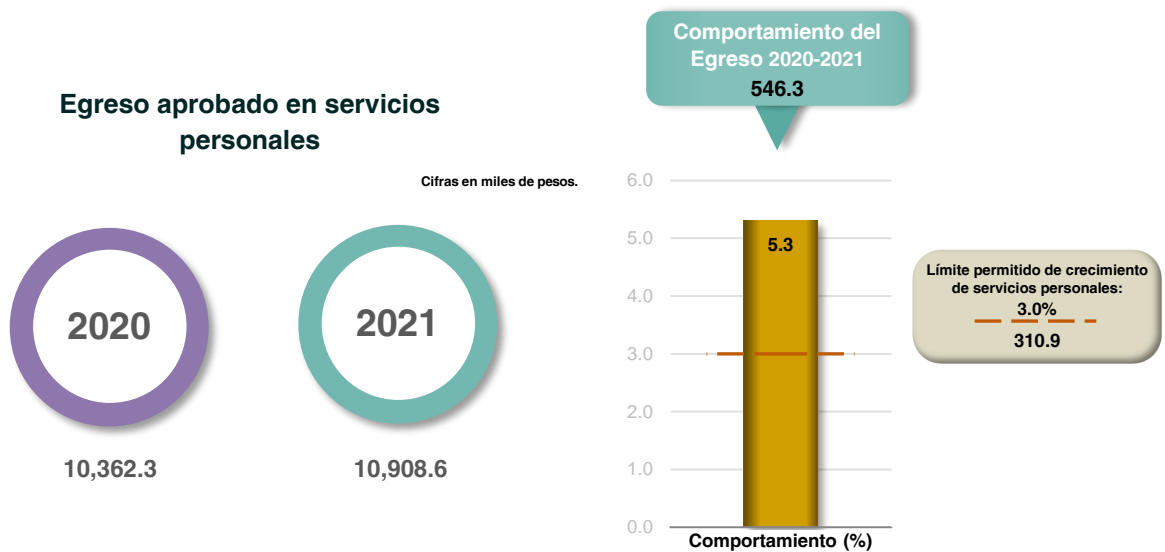 Egreso aprobado en servicios
personales
Cifras en miles de pesos.
2020
2021
10,362.3
10,908.6
Comportamiento del
Egreso 2020-2021
546.3
6.0
5.0
4.0
3.0
2.0
1.0
0.0
5.3
Comportamiento (%)
Límite permitido de crecimiento
de servicios personales:
3.0%
310.9